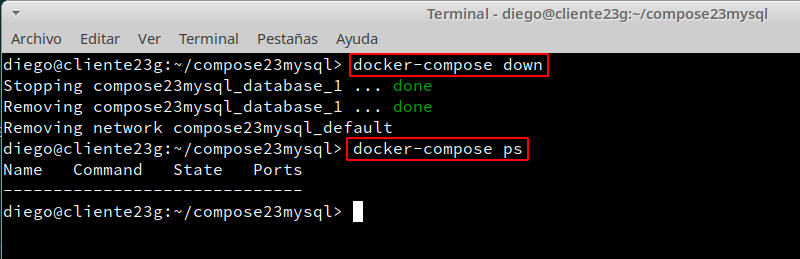 Terminal - diego@cliente23g:~/compose23mysql
Archivo Editar Ver Terminal Pestañas Ayuda
diego@cliente23g:~/compose23mysql> docker-compose down
Stopping compose23mysql_database_1 ... done
Removing compose23mysql_database_1 ... done
Removing network compose23mysql_default
diego@cliente23g:~/compose23mysql> docker-compose ps
Name   Command   State   Ports
------------------------------
diego@cliente23g:~/compose23mysql>